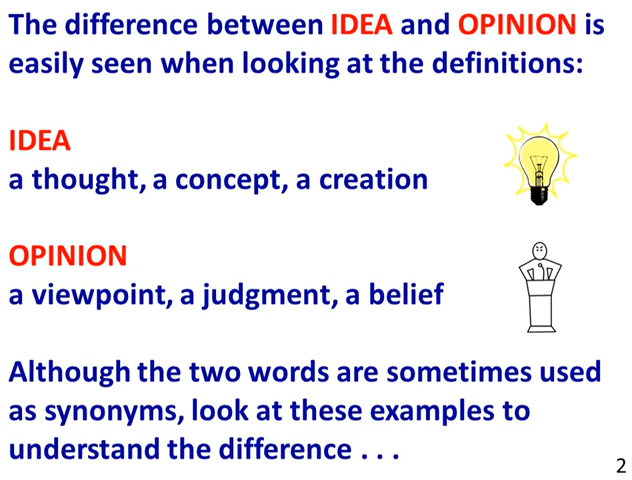 The difference between IDEA and OPINION is
easily seen when looking at the definitions:
IDEA
a thought, a concept, a creation
OPINION
a viewpoint, a judgment, a belief
Although the two words are sometimes used
as synonyms, look at these examples to
understand the difference . . .
2